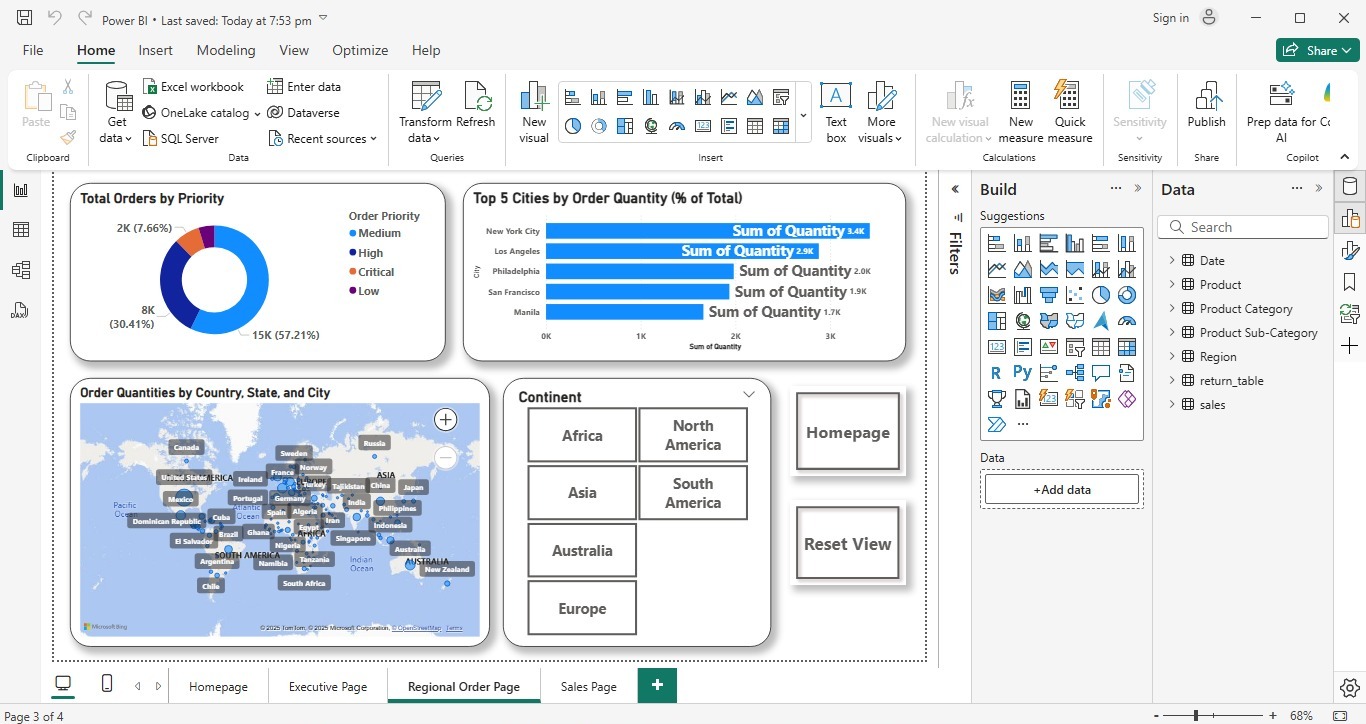 Power BI • Last saved: Today at 7:53 pm
Sign in
File
Home
Insert
Modeling
View
Optimize
Help
Share
Paste
Clipboard
Get data
Excel workbook
OneLake catalog
SQL Server
Enter data
Dataverse
Recent sources
Data
Transform data
Refresh
Queries
New visual
Text box
More visuals
Insert
New visual calculation
New measure
Quick measure
Calculations
Sensitivity
Sensitivity
Publish
Share
Prep data for AI
Co
Copilot
Total Orders by Priority
2K (7.66%)
8K (30.41%)
15K (57.21%)
Order Priority
Medium
High
Critical
Low
Top 5 Cities by Order Quantity (% of Total)
City
New York City
Sum of Quantity 3.4K
Los Angeles
Sum of Quantity 2.9K
Philadelphia
Sum of Quantity 2.0K
San Francisco
Sum of Quantity 1.9K
Manila
Sum of Quantity 1.7K
0K
1K
2K
3K
Sum of Quantity
Order Quantities by Country, State, and City
Canada
Russia
Sweden
Norway
France
United States
ERICA
Ireland
EUROPE
Turkey
Tajikistan
ASIA
China
Japan
Mexico
Portugal
Germany
India
Pacific Ocean
Atlantic Ocean
Spain
Algeria
Philippines
Dominican Republic
Cuba
Iran
Indonesia
Brazil
Ghana
Egypt
AFRICA
El Salvador
Nigeria
Singapore
SOUTH AMERICA
Australia
Argentina
Namibia
Tanzania
Indian Ocean
AUSTRALIA
New Zealand
Chile
South Africa
Microsoft Bing
© 2025 TomTom, © 2025 Microsoft Corporation, © OpenStreetMap Terms
Continent
Africa
North America
Asia
South America
Australia
Europe
Homepage
Reset View
Filters
Build
Suggestions
123
R
Py
123
Data
+Add data
Data
Search
Date
Product
Product Category
Product Sub-Category
Region
return_table
sales
DAX
Homepage
Executive Page
Regional Order Page
Sales Page
+
Page 3 of 4
-
+
68%